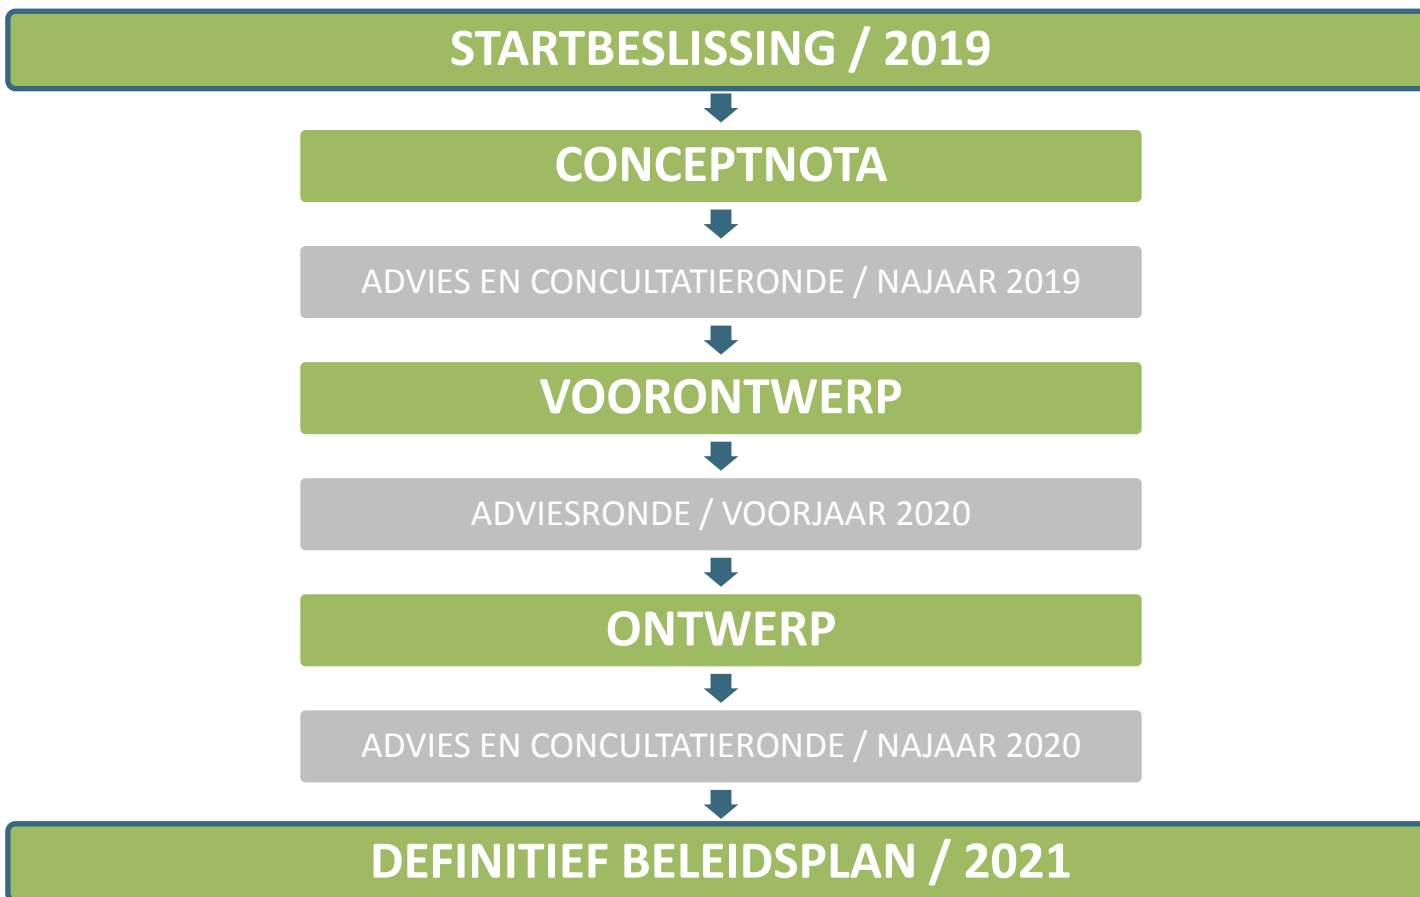 STARTBESLISSING / 2019
CONCEPTNOTA
ADVIES EN CONCULTATIERONDE / NAJAAR 2019
VOORONTWERP
ADVIESRONDE / VOORJAAR 2020
ONTWERP
ADVIES EN CONCULTATIERONDE / NAJAAR 2020
DEFINITIEF BELEIDSPLAN / 2021